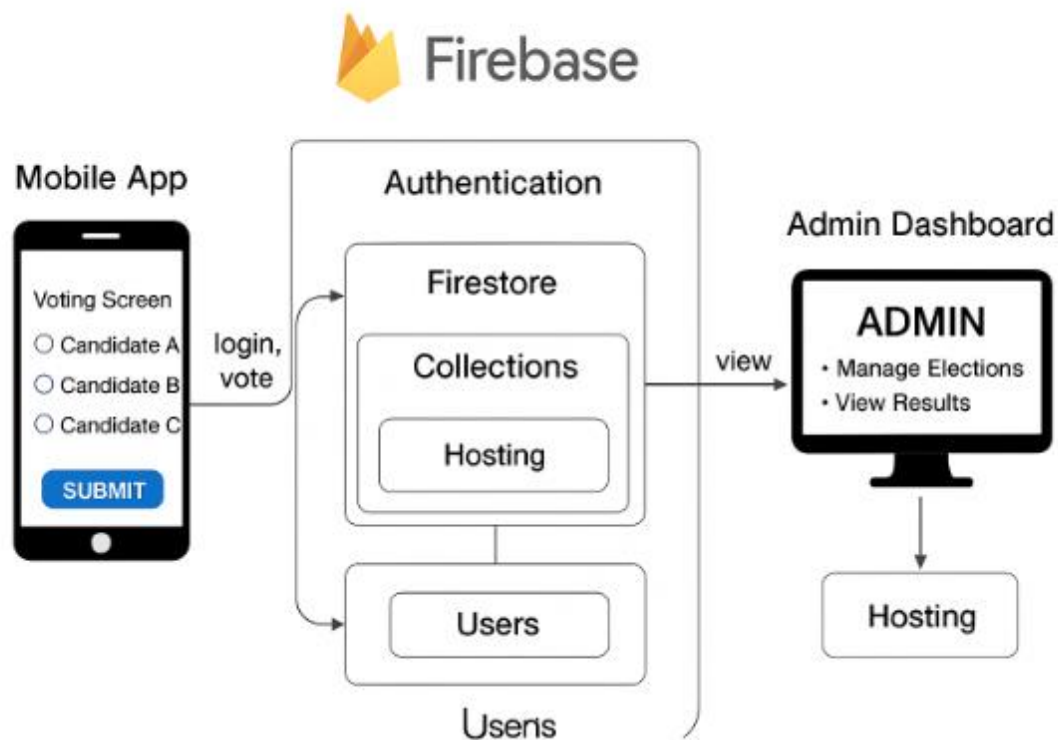 Firebase
Mobile App
Voting Screen
Candidate A
Candidate B
Candidate C
SUBMIT
login,
vote
Authentication
Firestore
Collections
Hosting
Users
Usens
view
Admin Dashboard
ADMIN
• Manage Elections
• View Results
Hosting